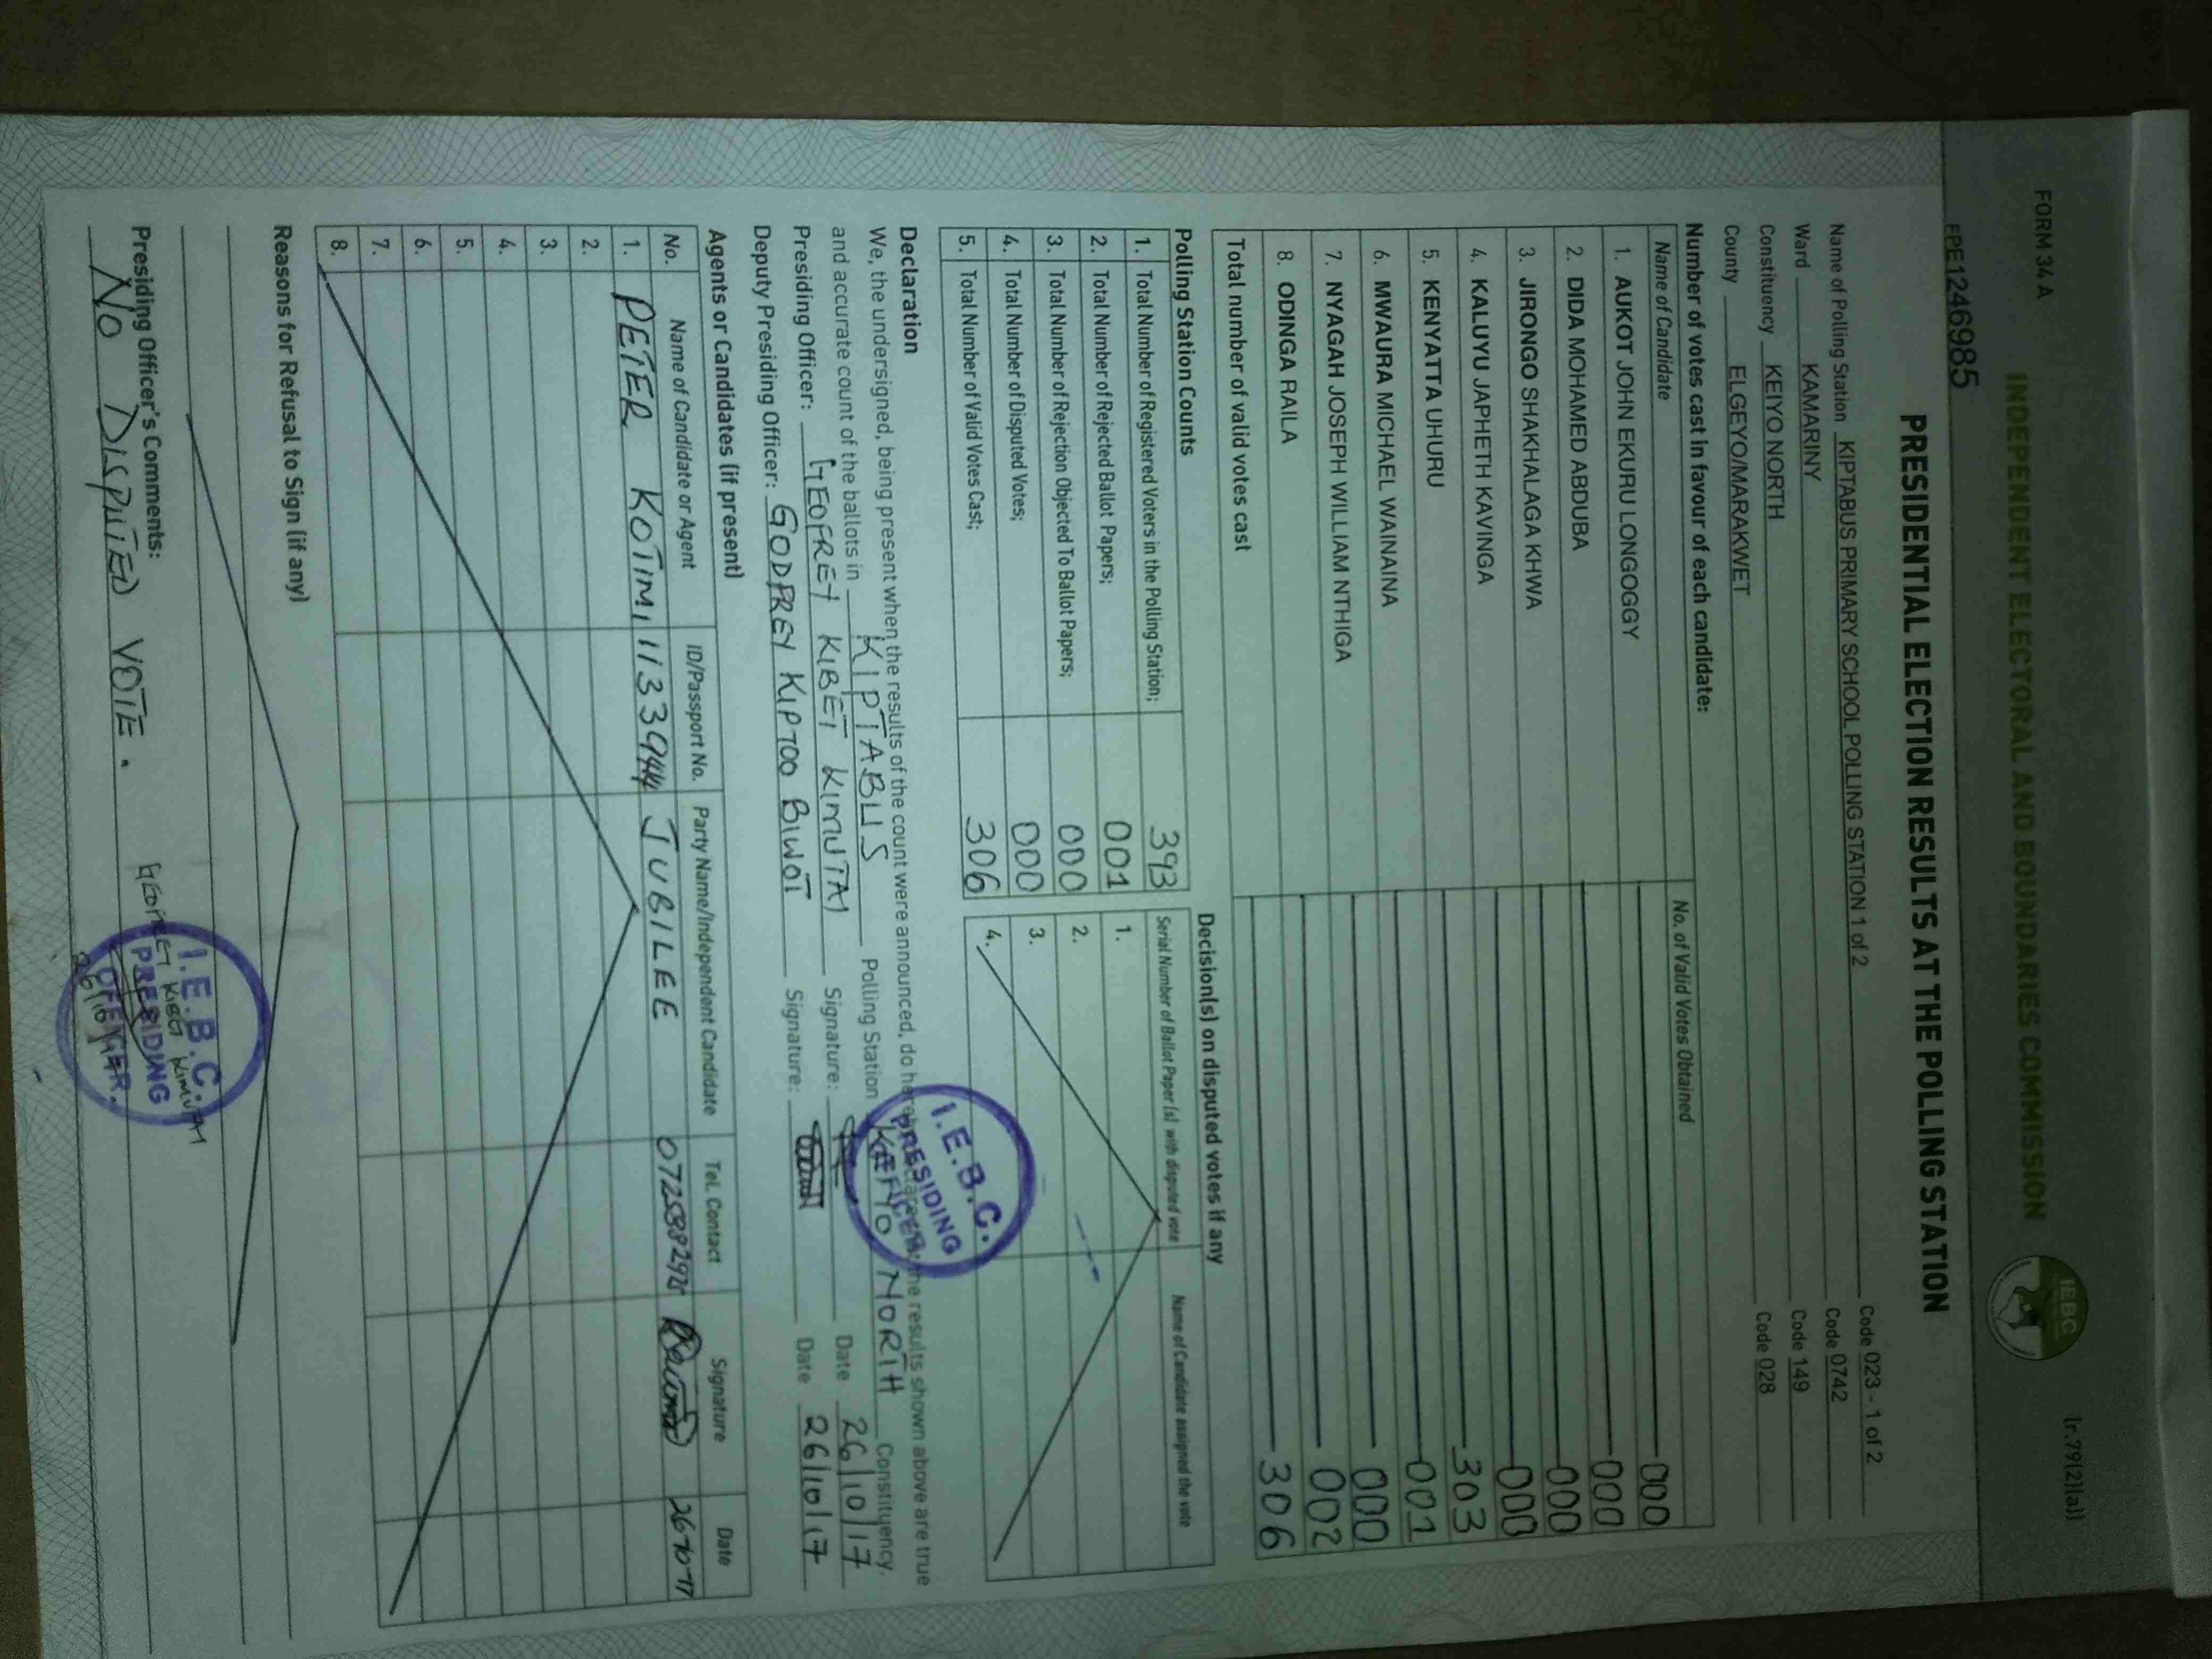 FORM 34 A
(r.79(2)(a))
INDEPENDENT ELECTORAL AND BOUNDARIES COMMISSION
IEBC
EPE1246985
PRESIDENTIAL ELECTION RESULTS AT THE POLLING STATION
Name of Polling Station KIPTABUS PRIMARY SCHOOL POLLING STATION 1 of 2 Code 023 - 1 of 2
Ward KAMARINY Code 0742
Constituency KEIYO NORTH Code 149
County ELGEYO/MARAKWET Code 028
Number of votes cast in favour of each candidate:
Name of Candidate No. of Valid Votes Obtained
1. AUKOT JOHN EKURU LONGOGGY 000
2. DIDA MOHAMED ABDUBA 000
3. JIRONGO SHAKHALAGA KHWA 000
4. KALUYU JAPHETH KAVINGA 000
5. KENYATTA UHURU 303
6. MWAURA MICHAEL WAINAINA 001
7. NYAGAH JOSEPH WILLIAM NTHIGA 000
8. ODINGA RAILA 002
Total number of valid votes cast 306
Polling Station Counts
1. Total Number of Registered Voters in the Polling Station; 393
2. Total Number of Rejected Ballot Papers; 001
3. Total Number of Rejection Objected To Ballot Papers; 000
4. Total Number of Disputed Votes; 000
5. Total Number of Valid Votes Cast; 306
Decision(s) on disputed votes if any
Serial Number of Ballot Paper (s) with disputed vote Name of Candidate assigned the vote
1.
2.
3.
4.
Declaration
We, the undersigned, being present when the results of the count were announced, do hereby declare that the results shown above are true
and accurate count of the ballots in KIPTABUS Polling Station KEIYO NORTH Constituency.
Presiding Officer: GEOFREY KIBET KIMUTAI Signature: Date 26/10/17
Deputy Presiding Officer: GODFREY KIPTOO BIWOT Signature: Date 26/10/17
I.E.B.C.
PRESIDING
OFFICER.
Agents or Candidates (if present)
No. Name of Candidate or Agent ID/Passport No. Party Name/Independent Candidate Tel. Contact Signature Date
1. PETER KOTIM 11339444 JUBILEE 0725882928 26-10-17
2.
3.
4.
5.
6.
7.
8.
Reasons for Refusal to Sign (if any)
Presiding Officer's Comments:
NO DISPUTED VOTE.
GEOFREY KIBET KIMUTAI
I.E.B.C.
PRESIDING
OFFICER.
26/10